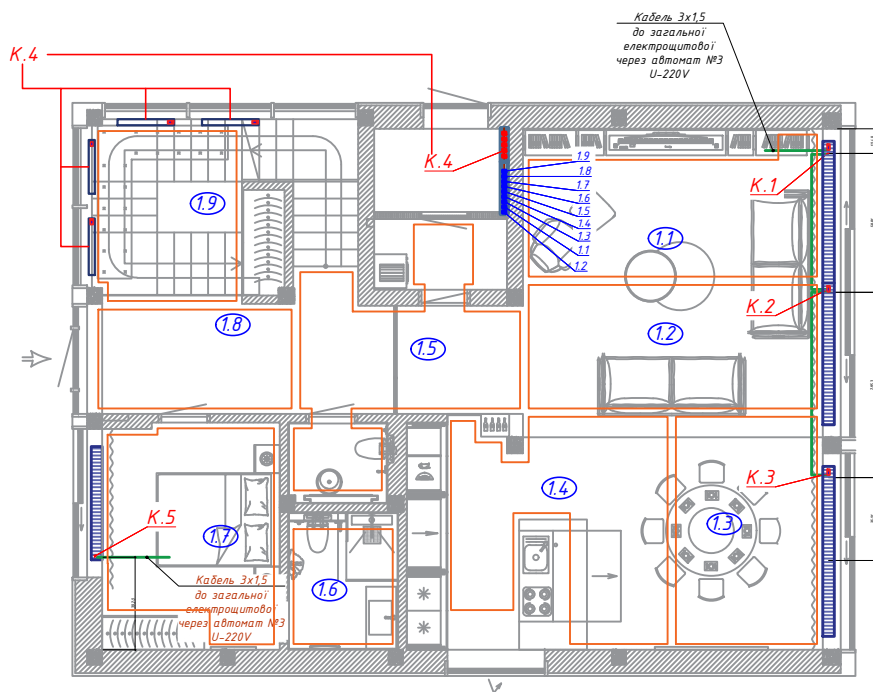 Кабель 3х1,5
до загальної
електрощитової
через автомат №3
U-220V
К.4
К.4
1.9
1.8
1.7
1.6
1.5
1.4
1.3
1.1
1.2
К.1
1.9
1.1
К.2
1.8
1.5
1.2
К.3
1.4
К.5
1.7
1.3
1.6
Кабель 3х1,5
до загальної
електрощитової
через автомат №3
U-220V